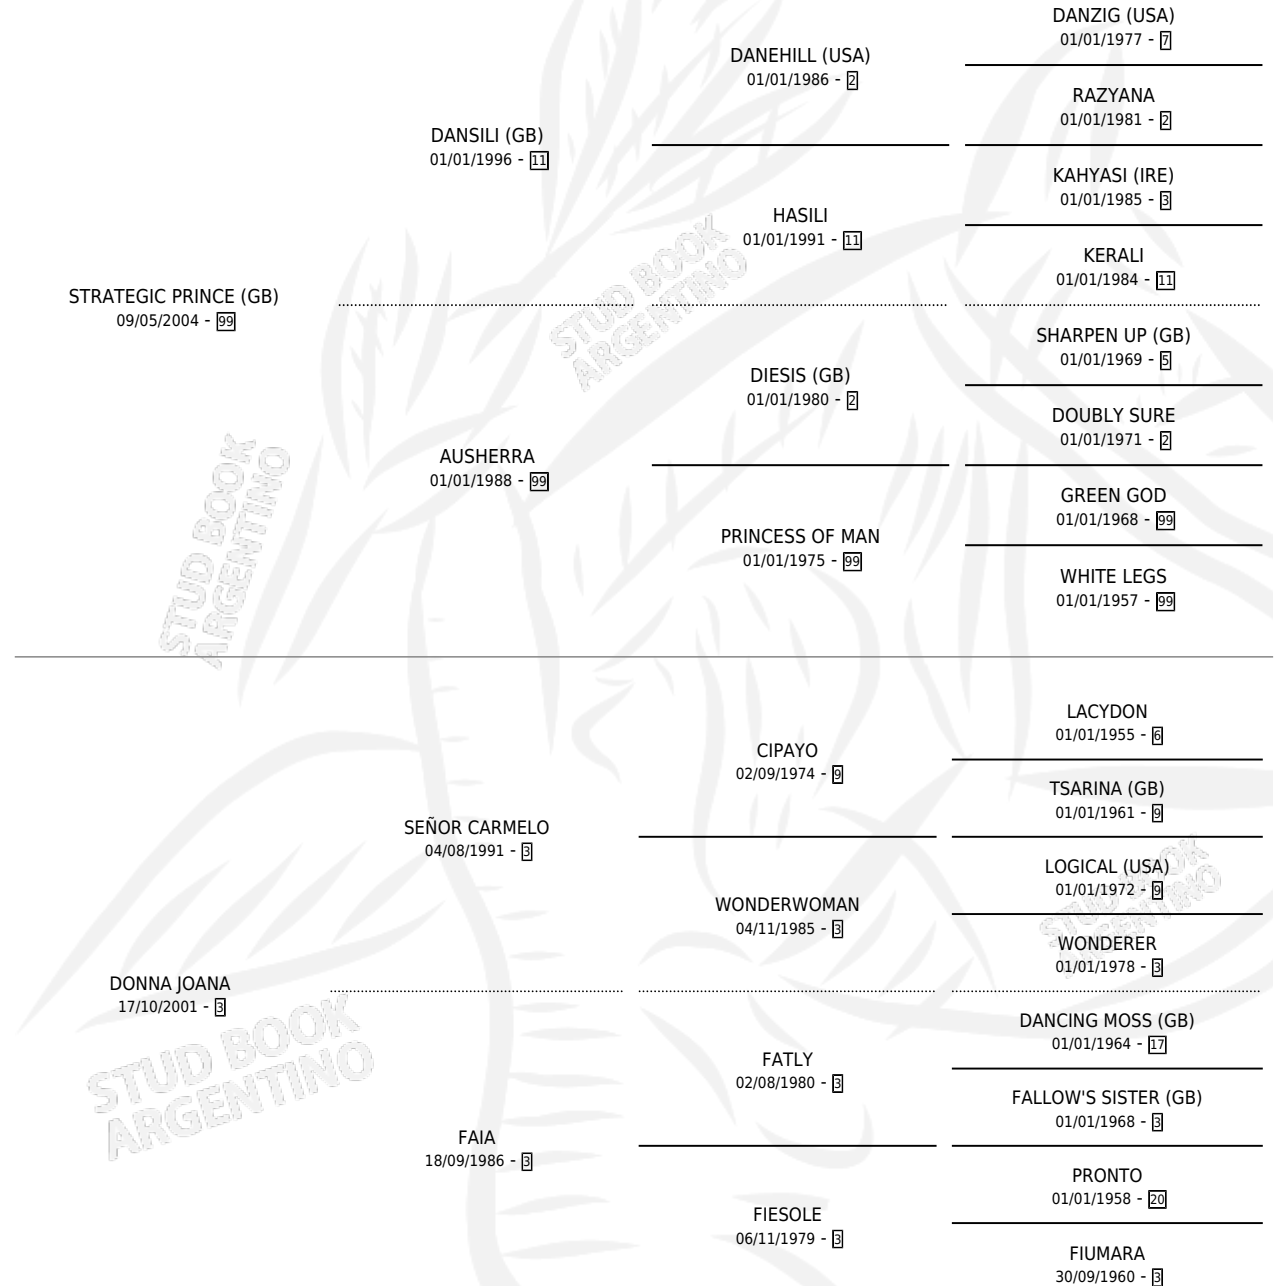 DANZIG (USA)
01/01/1977 - 7
DANEHILL (USA)
01/01/1986 - 2
RAZYANA
01/01/1981 - 2
DANSILI (GB)
01/01/1996 - 11
KAHYASI (IRE)
01/01/1985 - 3
HASILI
01/01/1991 - 11
KERALI
01/01/1984 - 11
STRATEGIC PRINCE (GB)
09/05/2004 - 99
SHARPEN UP (GB)
01/01/1969 - 5
DIESIS (GB)
01/01/1980 - 2
DOUBLY SURE
01/01/1971 - 2
AUSHERRA
01/01/1988 - 99
GREEN GOD
01/01/1968 - 99
PRINCESS OF MAN
01/01/1975 - 99
WHITE LEGS
01/01/1957 - 99
LACYDON
01/01/1955 - 6
CIPAYO
02/09/1974 - 9
TSARINA (GB)
01/01/1961 - 9
SEÑOR CARMELO
04/08/1991 - 3
LOGICAL (USA)
01/01/1972 - 9
WONDERWOMAN
04/11/1985 - 3
WONDERER
01/01/1978 - 3
DONNA JOANA
17/10/2001 - 3
DANCING MOSS (GB)
01/01/1964 - 17
FATLY
02/08/1980 - 3
FALLOW'S SISTER (GB)
01/01/1968 - 3
FAIA
18/09/1986 - 3
PRONTO
01/01/1958 - 20
FIESOLE
06/11/1979 - 3
FIUMARA
30/09/1960 - 3
STUD BOOK
ARGENTINO
STUD BOOK
ARGENTINO
STUD BOOK
ARGENTINO
STUD BOOK
ARGENTINO